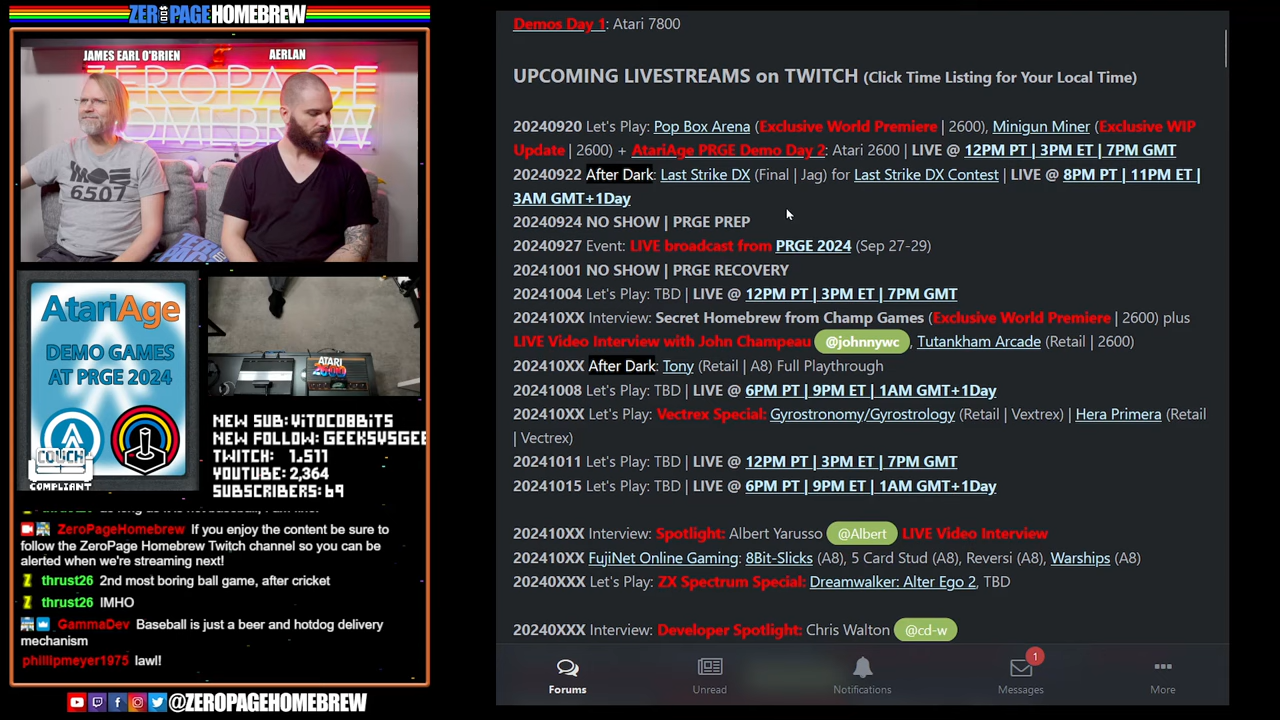 ZEROPAGE HOMEBREW
JAMES EARL O'BRIEN
AERLAN
ZEROPAGE
HOMEBREW
MAKE
6507
AtariAge
DEMO GAMES
AT PRGE 2024
COUCH
COMPLIANT
ATARI
2600
NEW SUB: VITOCOBBITS
NEW FOLLOW: GEEKSYSGEE
TWITCH: 1,511
YOUTUBE: 2,364
SUBSCRIBERS: 69
ZeroPageHomebrew If you enjoy the content be sure to
follow the ZeroPage Homebrew Twitch channel so you can
be alerted when we're streaming next!
thrust26 2nd most boring ball game, after cricket
thrust26 IMHO
GammaDev Baseball is just a beer and hotdog delivery
mechanism
phillipmeyer1975 lawl!
@ZEROPAGEHOMEBREW
Demos Day 1: Atari 7800
UPCOMING LIVESTREAMS on TWITCH (Click Time Listing for Your Local Time)
20240920 Let's Play: Pop Box Arena (Exclusive World Premiere | 2600), Minigun Miner (Exclusive WIP
Update | 2600) + AtariAge PRGE Demo Day 2: Atari 2600 | LIVE @ 12PM PT | 3PM ET | 7PM GMT
20240922 After Dark: Last Strike DX (Final | Jag) for Last Strike DX Contest | LIVE @ 8PM PT | 11PM ET |
3AM GMT+1Day
20240924 NO SHOW | PRGE PREP
20240927 Event: LIVE broadcast from PRGE 2024 (Sep 27-29)
20241001 NO SHOW | PRGE RECOVERY
20241004 Let's Play: TBD | LIVE @ 12PM PT | 3PM ET | 7PM GMT
202410XX Interview: Secret Homebrew from Champ Games (Exclusive World Premiere | 2600) plus
LIVE Video Interview with John Champeau @johnnywc, Tutankham Arcade (Retail | 2600)
202410XX After Dark: Tony (Retail | A8) Full Playthrough
20241008 Let's Play: TBD | LIVE @ 6PM PT | 9PM ET | 1AM GMT+1Day
202410XX Let's Play: Vectrex Special: Gyrostronomy/Gyrostrology (Retail | Vextrex) | Hera Primera (Retail
| Vectrex)
20241011 Let's Play: TBD | LIVE @ 12PM PT | 3PM ET | 7PM GMT
20241015 Let's Play: TBD | LIVE @ 6PM PT | 9PM ET | 1AM GMT+1Day
202410XX Interview: Spotlight: Albert Yarusso @Albert LIVE Video Interview
202410XX FujiNet Online Gaming: 8Bit-Slicks (A8), 5 Card Stud (A8), Reversi (A8), Warships (A8)
20240XXX Let's Play: ZX Spectrum Special: Dreamwalker: Alter Ego 2, TBD
20240XXX Interview: Developer Spotlight: Chris Walton @cd-w
1
Forums
Unread
Notifications
Messages
More